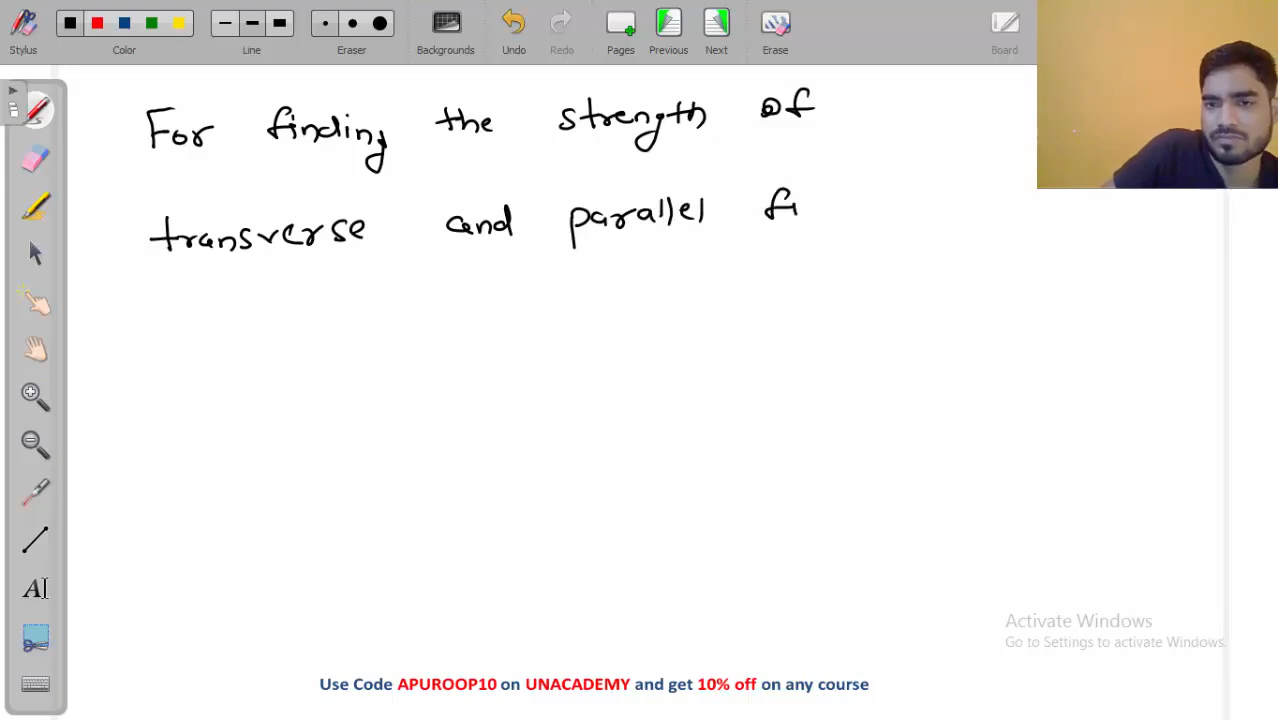 Stylus
Color
Line
Eraser
Backgrounds
Undo
Redo
Pages
Previous
Next
Erase
Board
For finding the strength of
transverse and parallel fi
A
Activate Windows
Go to Settings to activate Windows.
Use Code APUROOP10 on UNACADEMY and get 10% off on any course